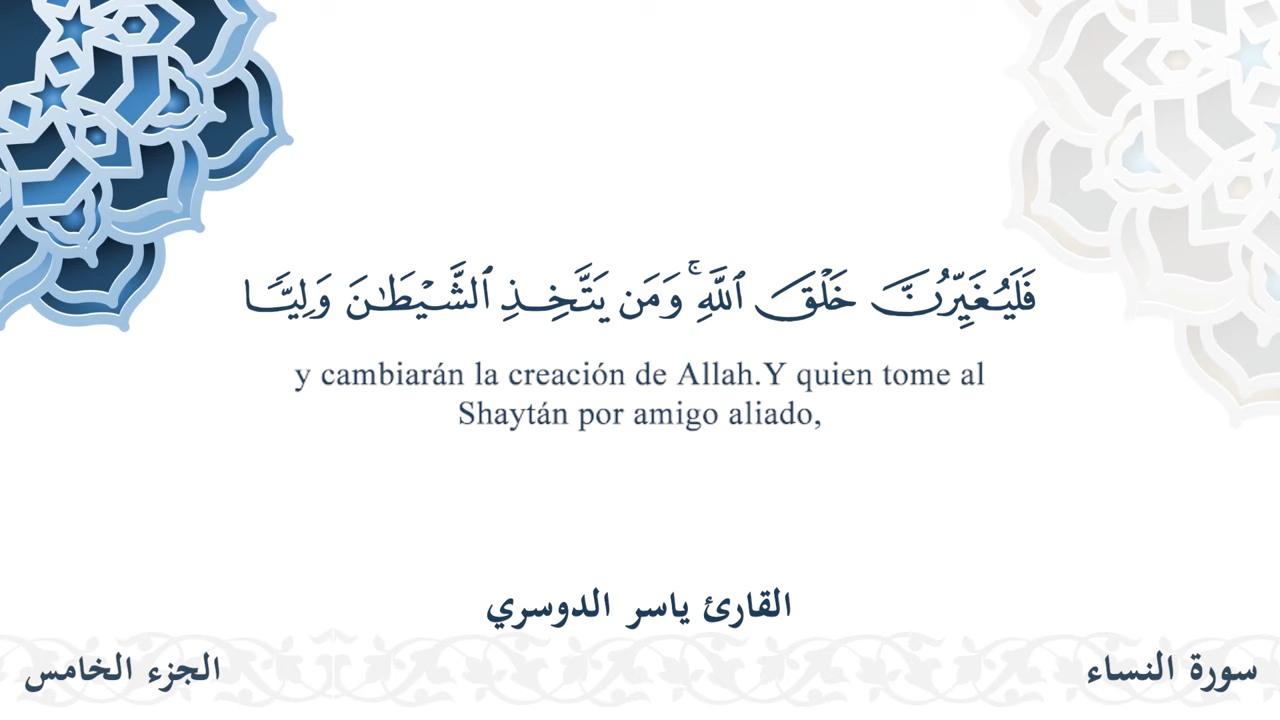 فَلَيُغَيِّرُنَّ خَلْقَ ٱللَّهِ ۚ وَمَن يَتَّخِذِ ٱلشَّيْطَـٰنَ وَلِيًّا
y cambiarán la creación de Allah.Y quien tome al
Shaytán por amigo aliado,
القارئ ياسر الدوسري
سورة النساء
الجزء الخامس